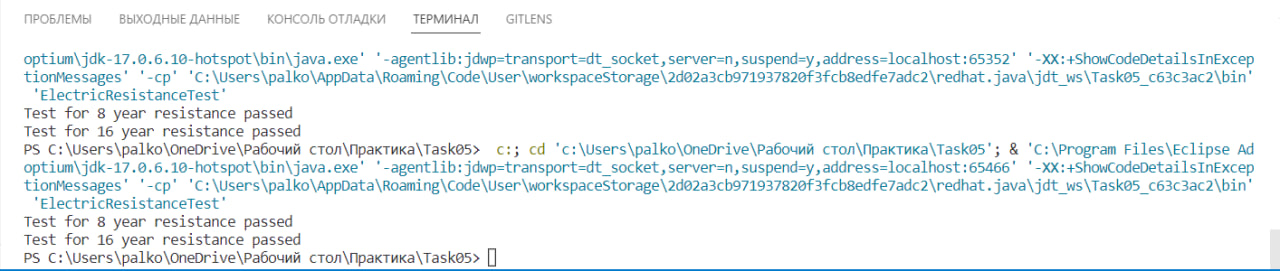 ПРОБЛЕМЫ ВЫХОДНЫЕ ДАННЫЕ КОНСОЛЬ ОТЛАДКИ ТЕРМИНАЛ GITLENS
optium\jdk-17.0.6.10-hotspot\bin\java.exe' '-agentlib:jdwp=transport=dt_socket,server=n,suspend=y,address=localhost:65352' '-XX:+ShowCodeDetailsInExcep
tionMessages' '-cp' 'C:\Users\palko\AppData\Roaming\Code\User\workspaceStorage\2d02a3cb971937820f3fcb8edfe7adc2\redhat.java\jdt_ws\Task05_c63c3ac2\bin'
'ElectricResistanceTest'
Test for 8 year resistance passed
Test for 16 year resistance passed
PS C:\Users\palko\OneDrive\Рабочий стол\Практика\Task05>  c:; cd 'c:\Users\palko\OneDrive\Рабочий стол\Практика\Task05'; & 'C:\Program Files\Eclipse Ad
optium\jdk-17.0.6.10-hotspot\bin\java.exe' '-agentlib:jdwp=transport=dt_socket,server=n,suspend=y,address=localhost:65466' '-XX:+ShowCodeDetailsInExcep
tionMessages' '-cp' 'C:\Users\palko\AppData\Roaming\Code\User\workspaceStorage\2d02a3cb971937820f3fcb8edfe7adc2\redhat.java\jdt_ws\Task05_c63c3ac2\bin'
'ElectricResistanceTest'
Test for 8 year resistance passed
Test for 16 year resistance passed
PS C:\Users\palko\OneDrive\Рабочий стол\Практика\Task05>